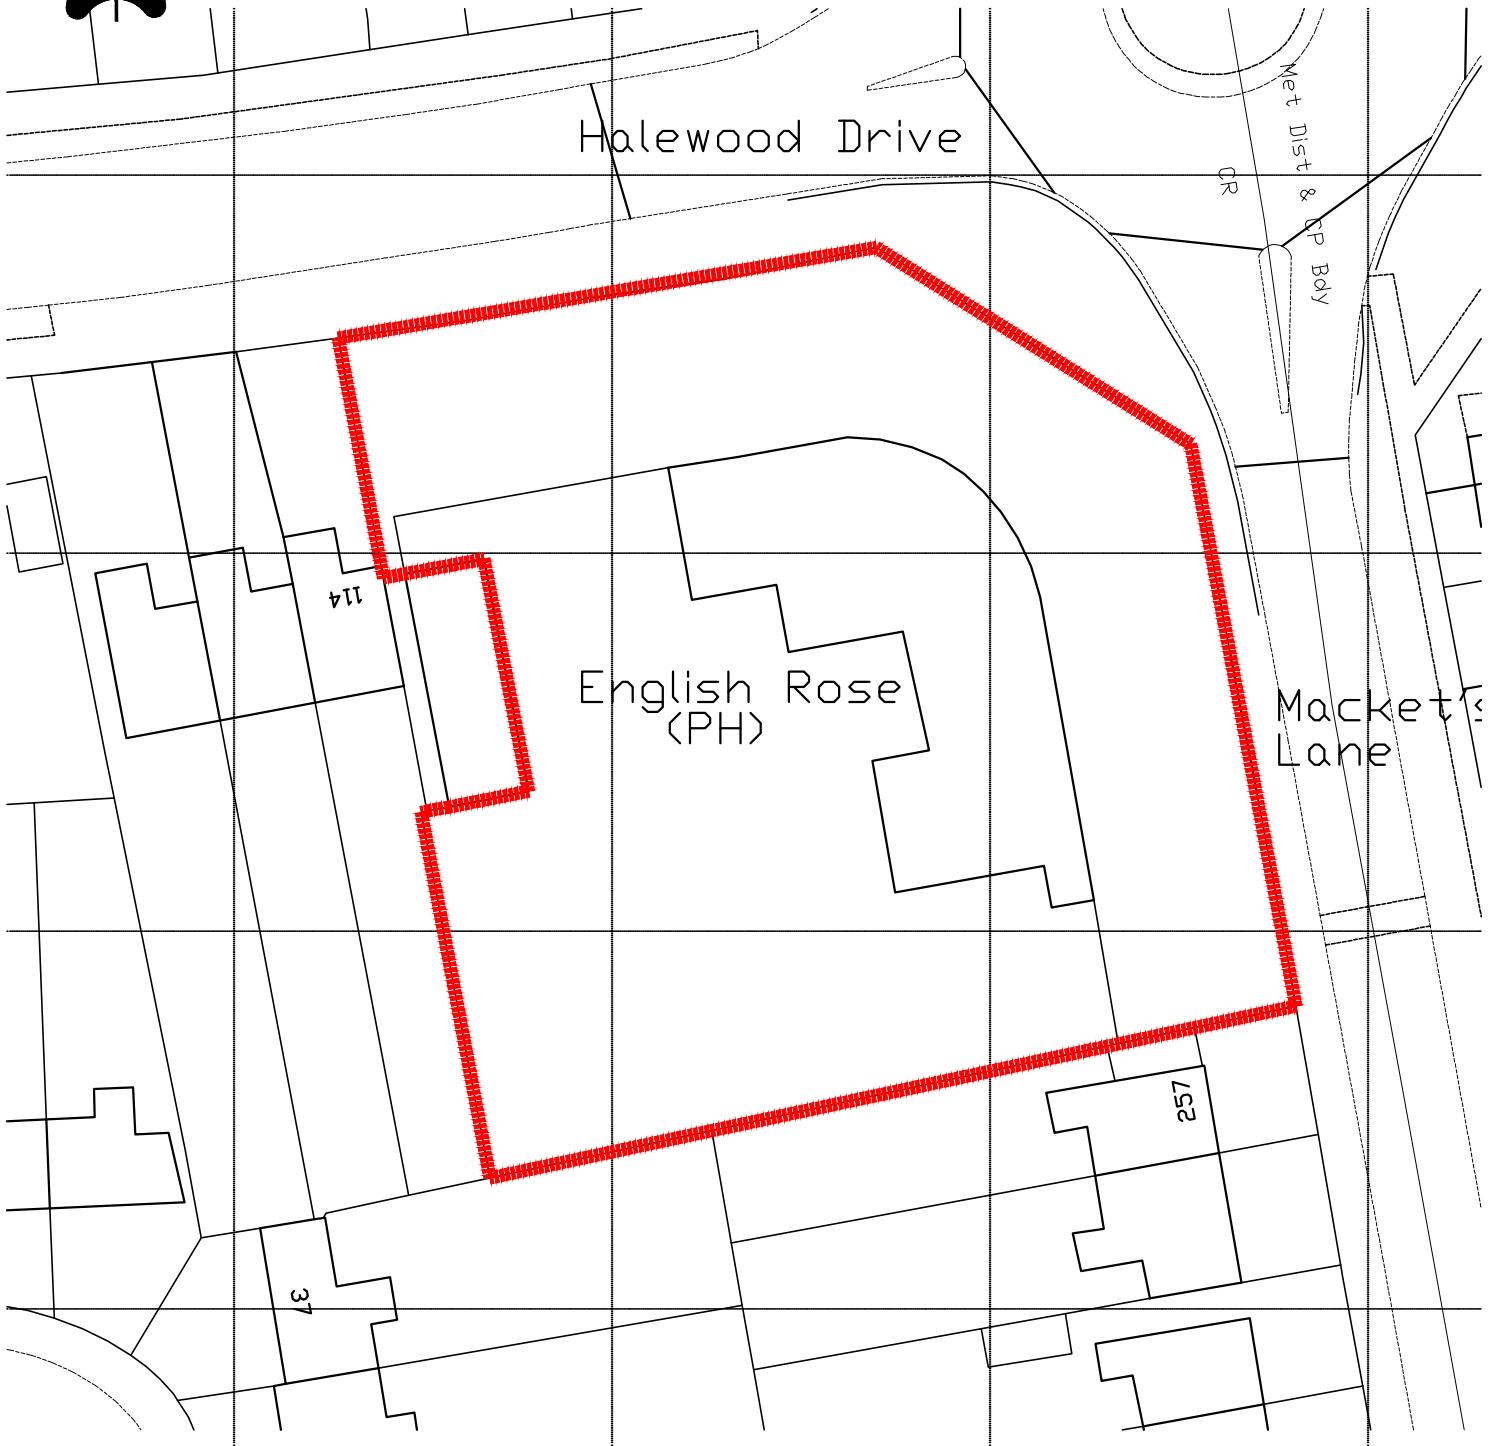 Halewood Drive
Met Dist & CP Bdy
CR
114
English Rose
(PH)
Macket's
Lane
257
37